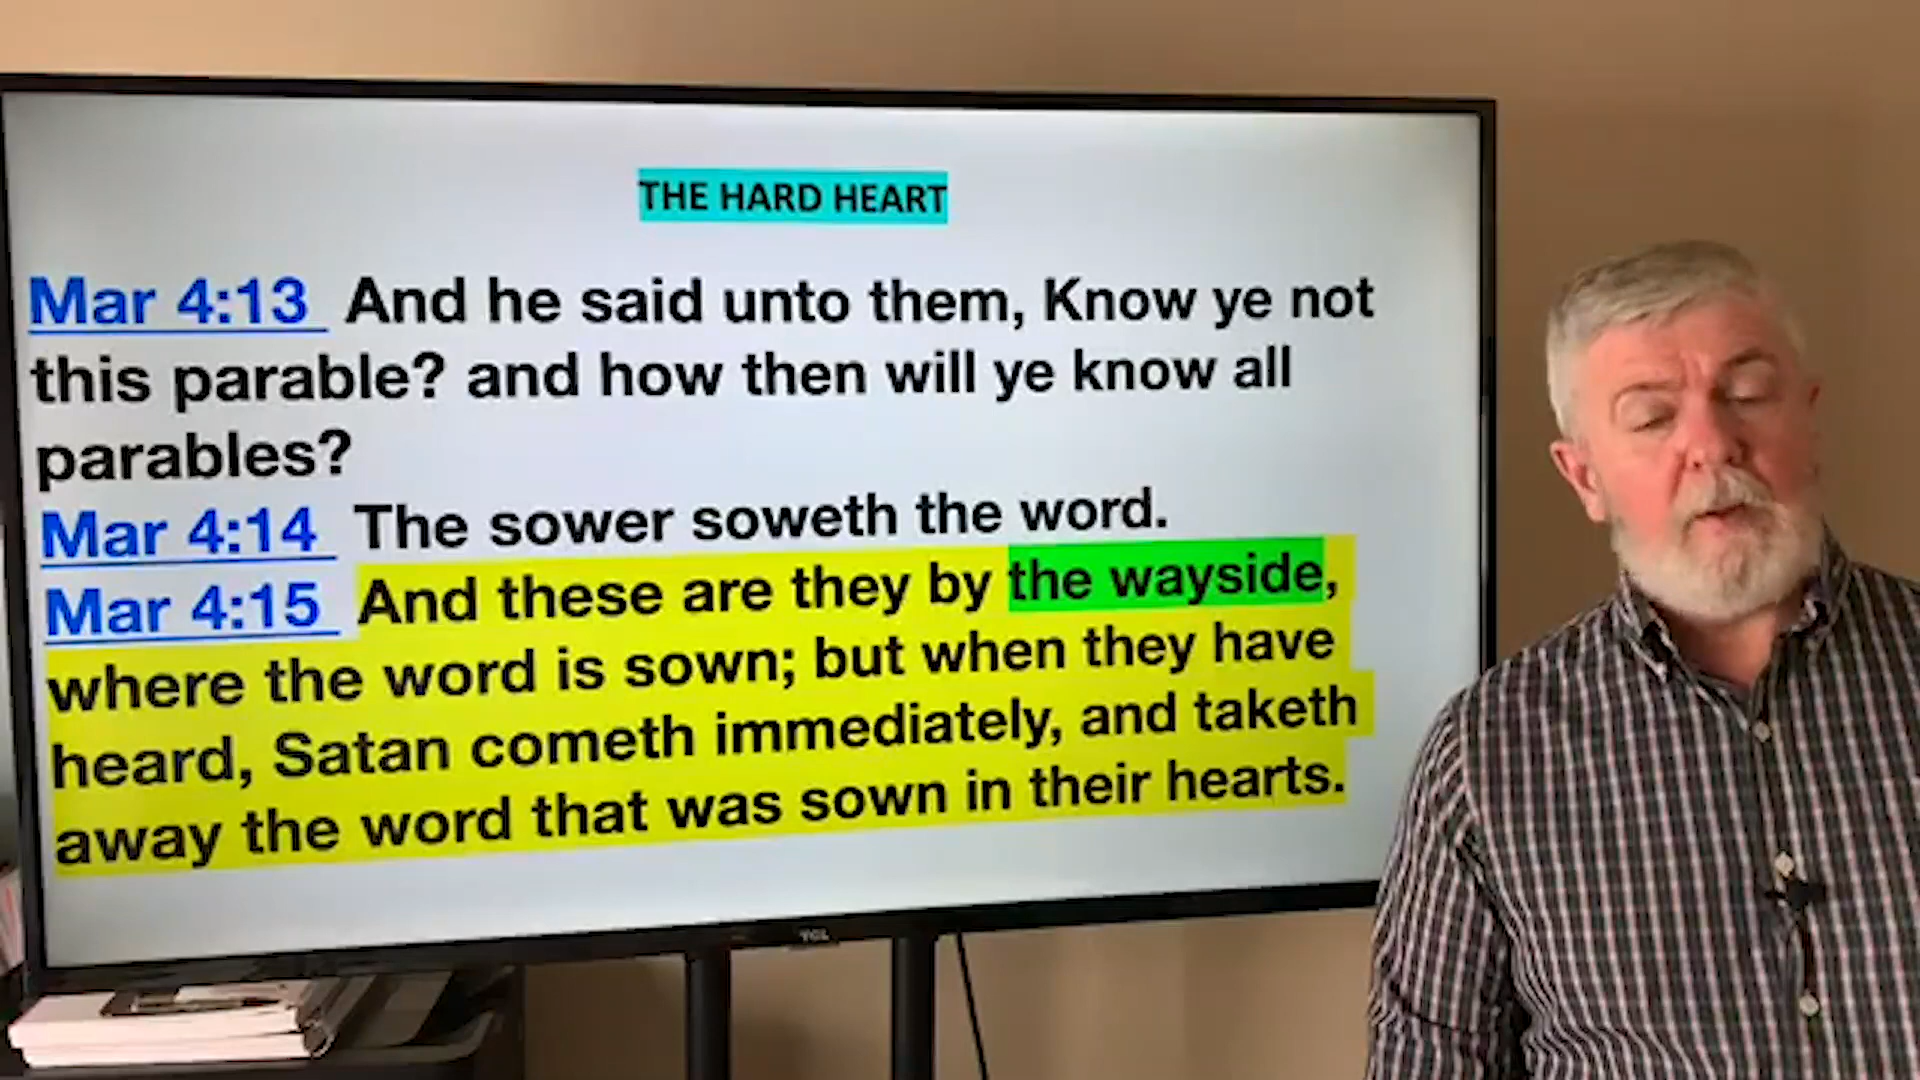 THE HARD HEART
Mar 4:13 And he said unto them, Know ye not
this parable? and how then will ye know all
parables?
Mar 4:14 The sower soweth the word.
Mar 4:15 And these are they by the wayside,
where the word is sown; but when they have
heard, Satan cometh immediately, and taketh
away the word that was sown in their hearts.
TCL